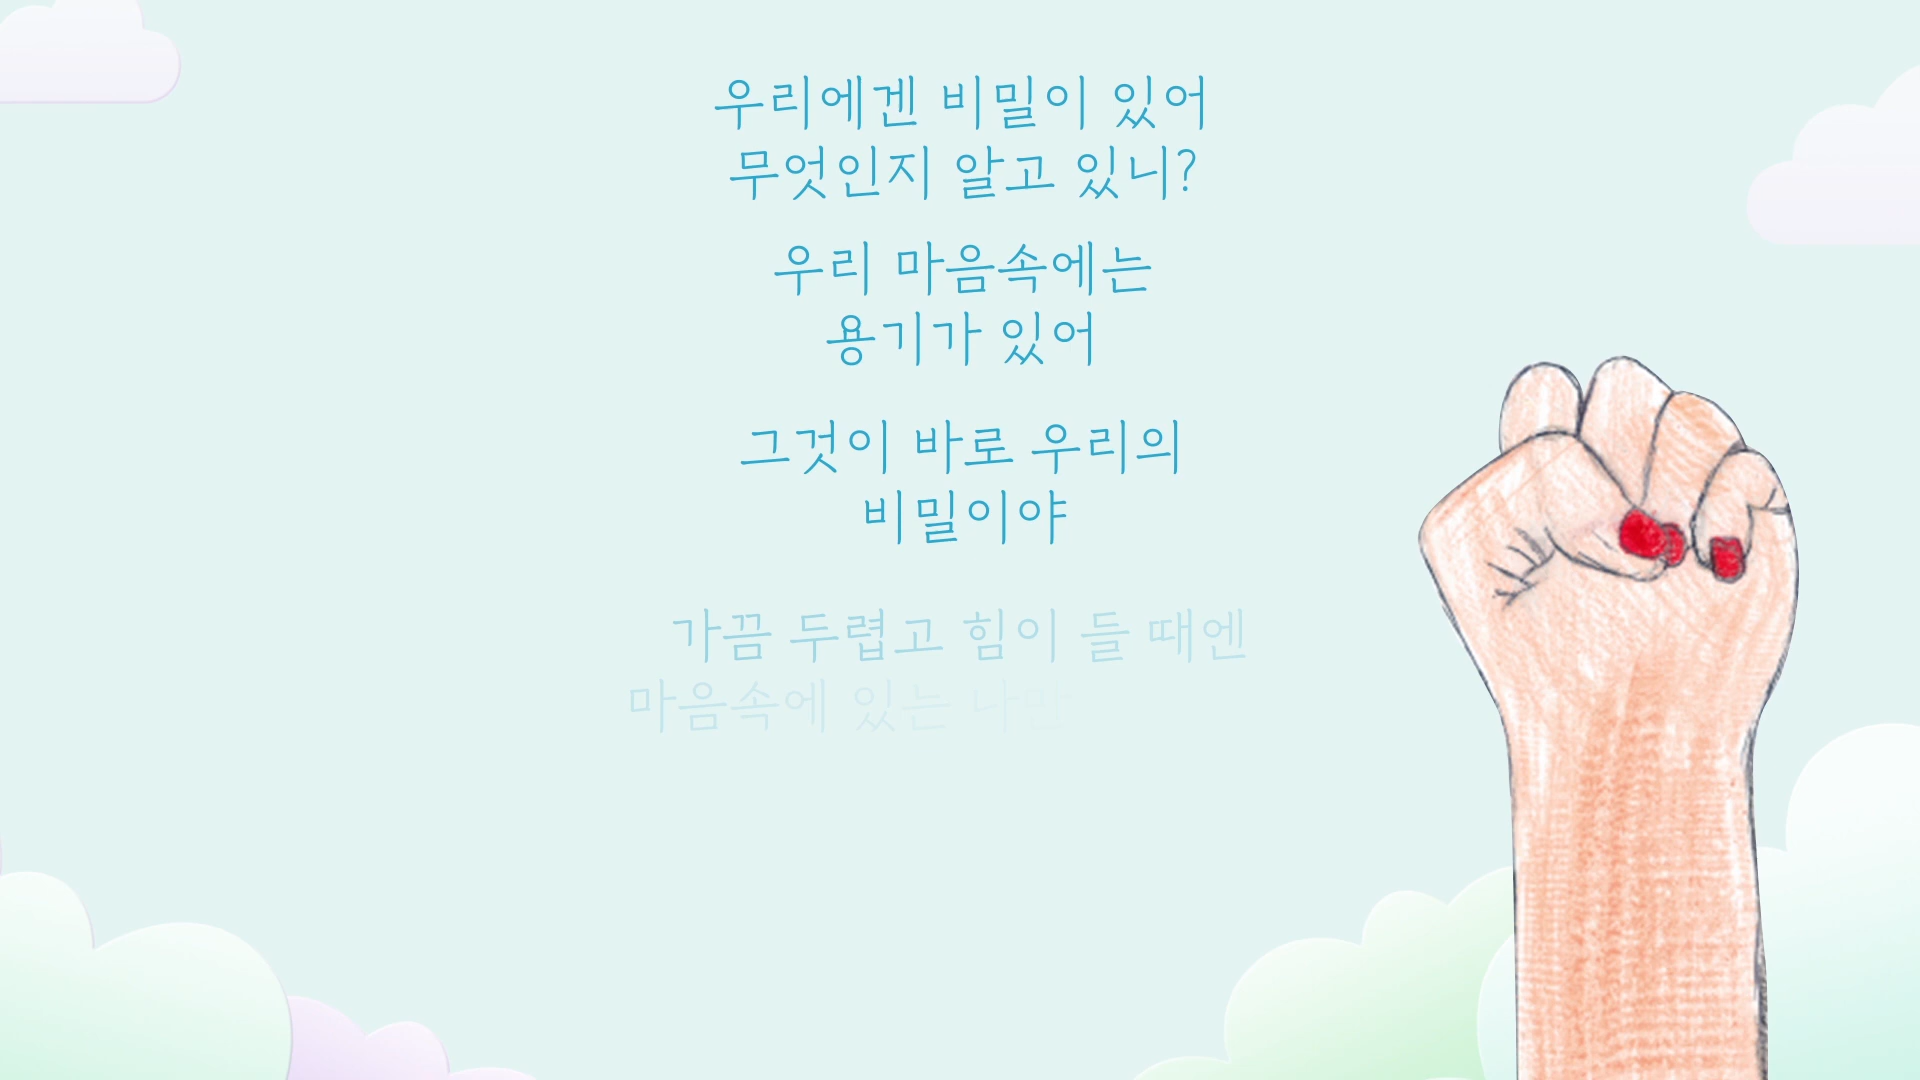 우리에겐 비밀이 있어
무엇인지 알고 있니?
우리 마음속에는
용기가 있어
그것이 바로 우리의
비밀이야
가끔 두렵고 힘이 들 때엔
마음속에 있는 나만